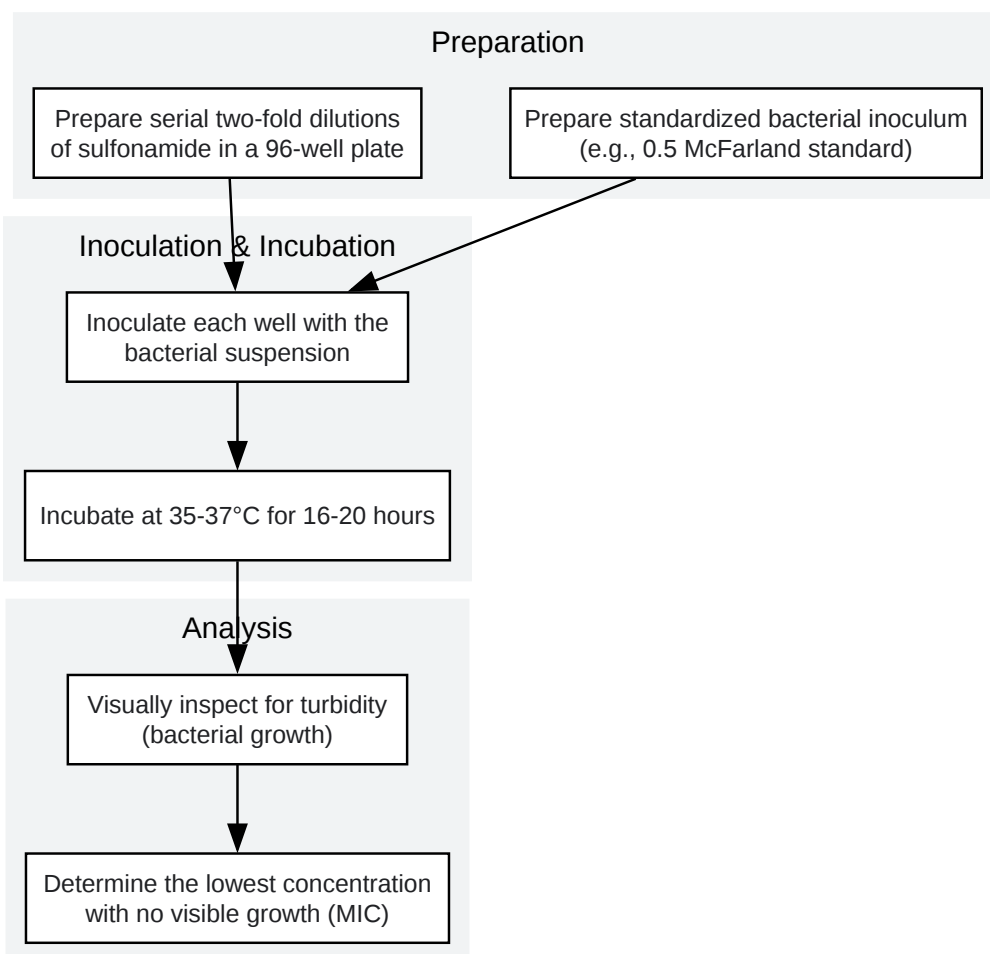 Preparation
Prepare serial two-fold dilutions
of sulfonamide in a 96-well plate
Prepare standardized bacterial inoculum
(e.g., 0.5 McFarland standard)
Inoculation & Incubation
Inoculate each well with the
bacterial suspension
Incubate at 35-37°C for 16-20 hours
Analysis
Visually inspect for turbidity
(bacterial growth)
Determine the lowest concentration
with no visible growth (MIC)